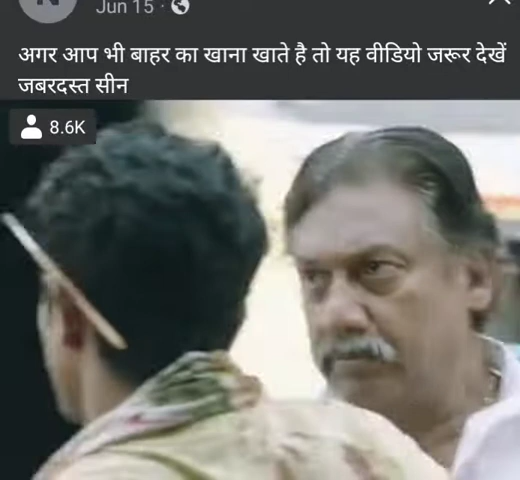 Jun 15 ·
अगर आप भी बाहर का खाना खाते है तो यह वीडियो जरूर देखें
जबरदस्त सीन
8.6K